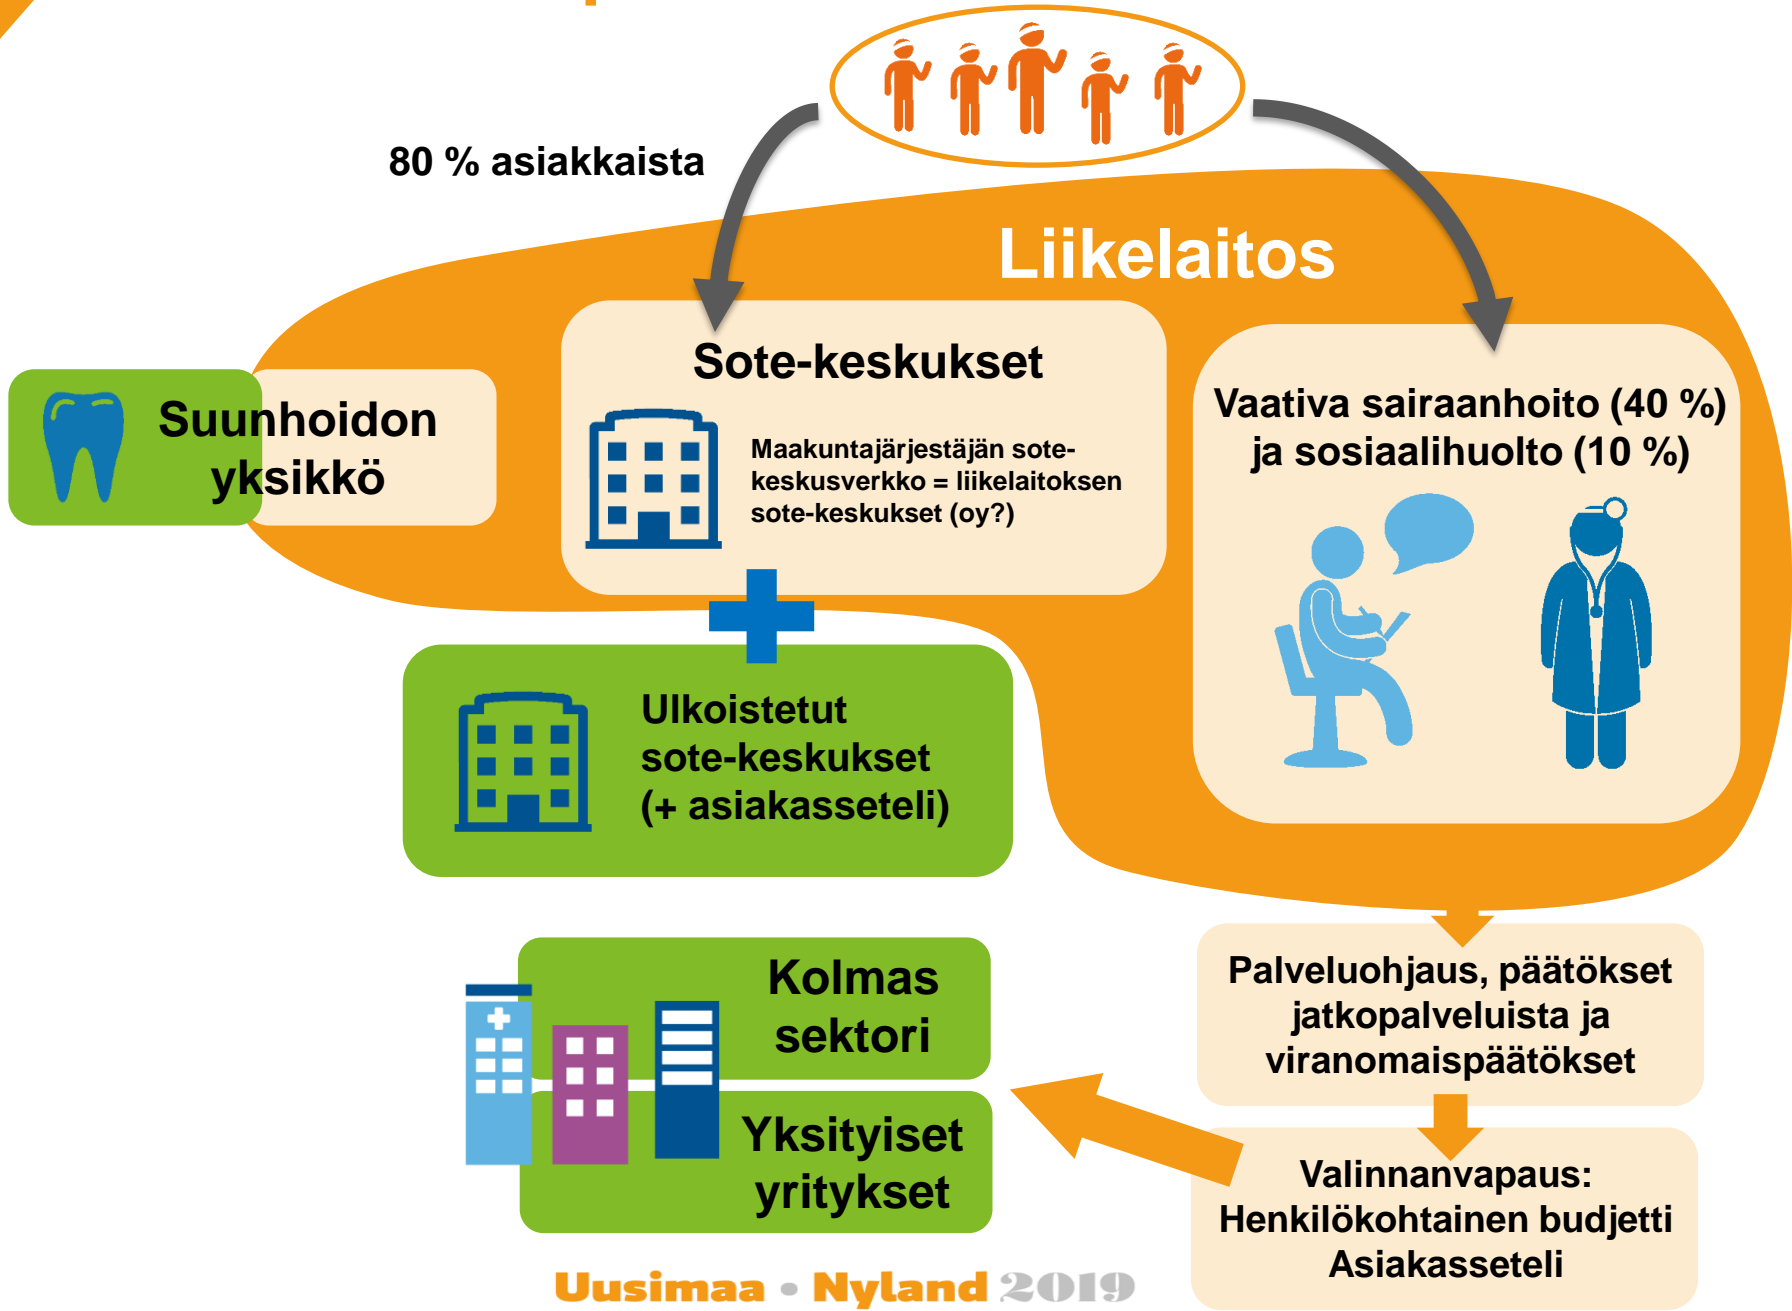 80 % asiakkaista
Liikelaitos
Sote-keskukset
Maakuntajärjestäjän sote-
keskusverkko = liikelaitoksen
sote-keskukset (oy?)
Suunhoidon
yksikkö
Vaativa sairaanhoito (40 %)
ja sosiaalihuolto (10 %)
Ulkoistetut
sote-keskukset
(+ asiakasseteli)
Kolmas
sektori
Yksityiset
yritykset
Palveluohjaus, päätökset
jatkopalveluista ja
viranomaispäätökset
Valinnanvapaus:
Henkilökohtainen budjetti
Asiakasseteli
Uusimaa • Nyland 2019